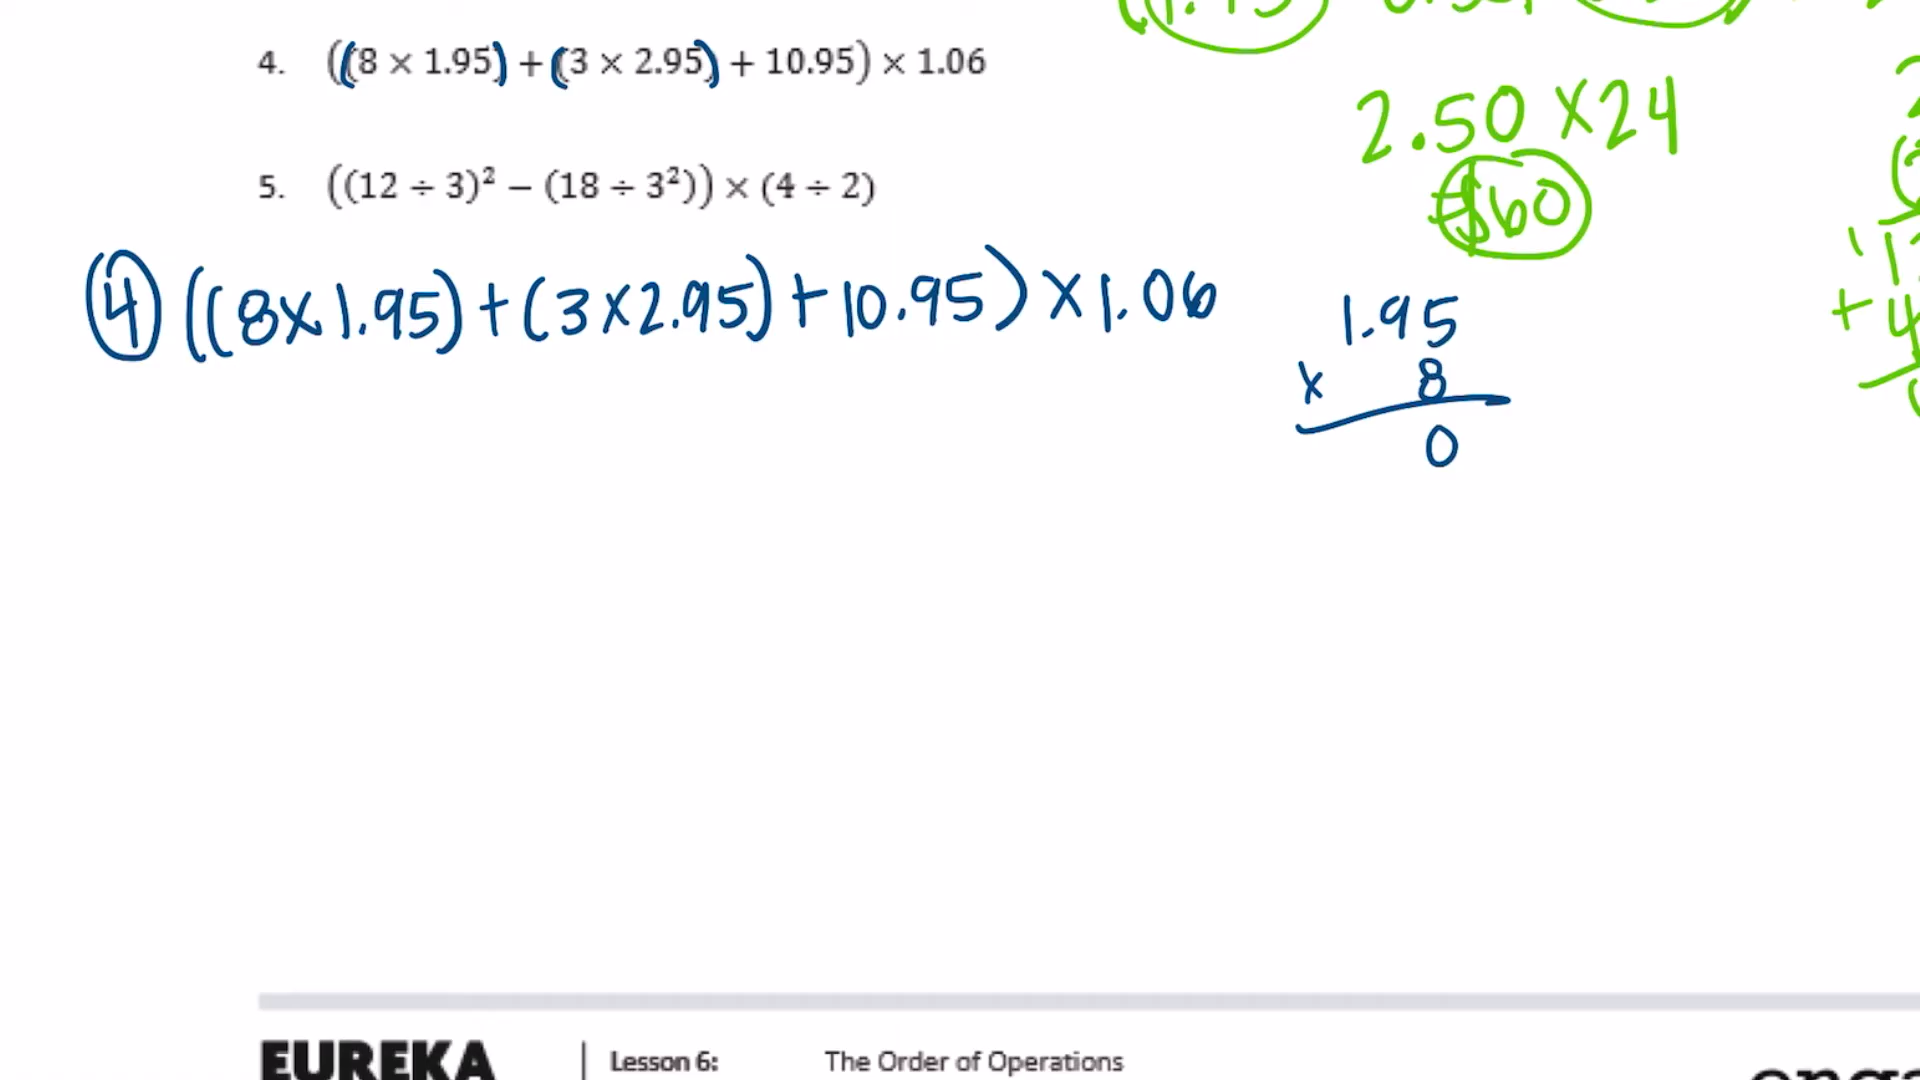 4. ((8 × 1.95) + (3 × 2.95) + 10.95) × 1.06
2.50 × 24
$60
5. ((12 ÷ 3)² − (18 ÷ 3²)) × (4 ÷ 2)
④ ((8 × 1.95) + (3 × 2.95) + 10.95) × 1.06
1.95
× 8
0
EUREKA
Lesson 6: The Order of Operations